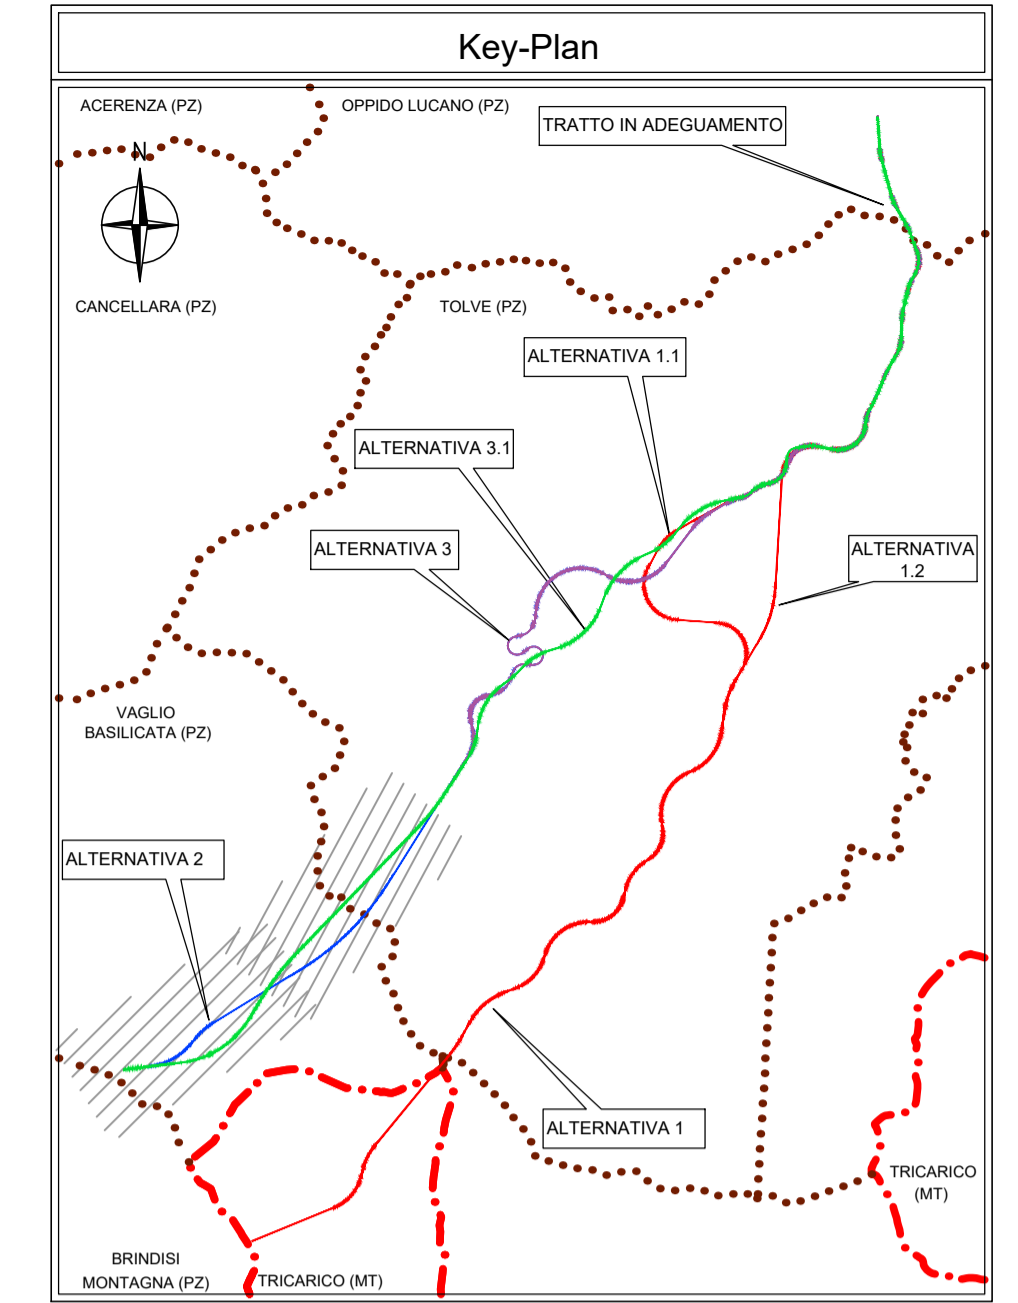 Key-Plan
ACERENZA (PZ)
OPPIDO LUCANO (PZ)
TRATTO IN ADEGUAMENTO
N
CANCELLARA (PZ)
TOLVE (PZ)
ALTERNATIVA 1.1
ALTERNATIVA 3.1
ALTERNATIVA 3
ALTERNATIVA
1.2
VAGLIO
BASILICATA (PZ)
ALTERNATIVA 2
ALTERNATIVA 1
TRICARICO
(MT)
BRINDISI
MONTAGNA (PZ)
TRICARICO (MT)